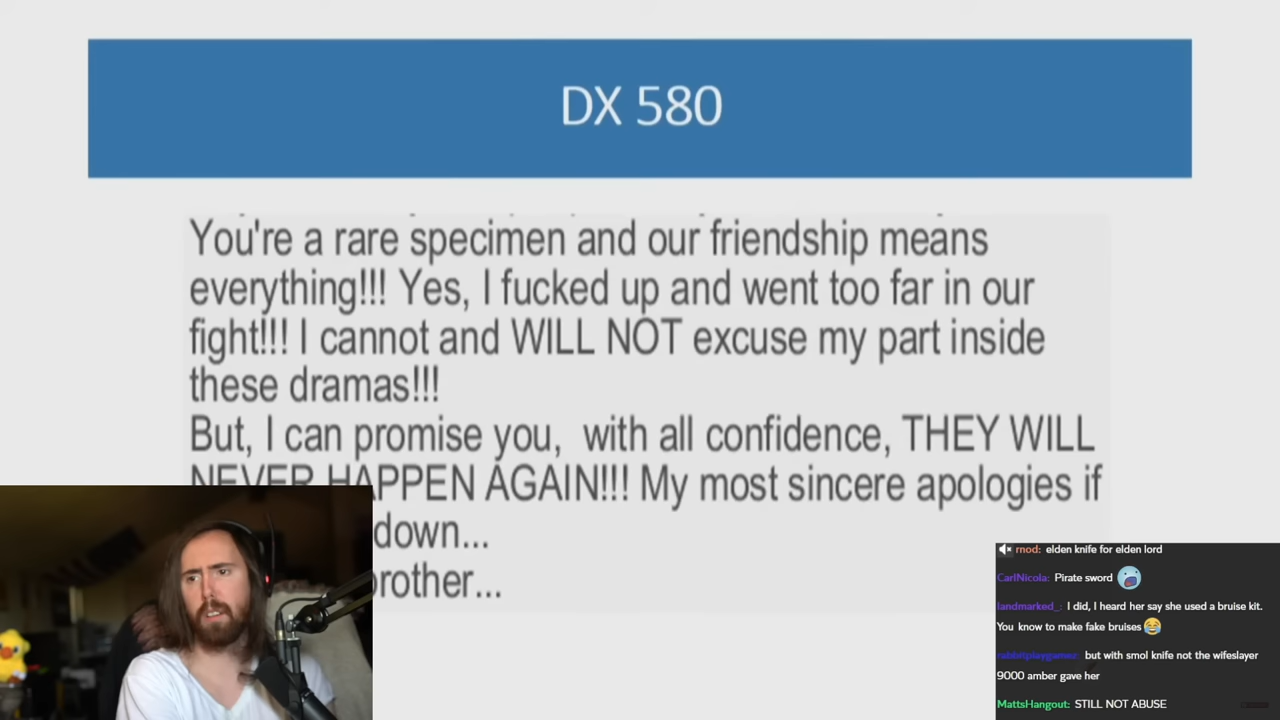 DX 580
You're a rare specimen and our friendship means
everything!!! Yes, I fucked up and went too far in our
fight!!! I cannot and WILL NOT excuse my part inside
these dramas!!!
But, I can promise you, with all confidence, THEY WILL
NEVER HAPPEN AGAIN!!! My most sincere apologies if
down...
brother...
rnod: elden knife for elden lord
CarlNicola: Pirate sword
landmarked_: I did, I heard her say she used a bruise kit.
You know to make fake bruises
but with smol knife not the wifeslayer
9000 amber gave her
MattsHangout: STILL NOT ABUSE